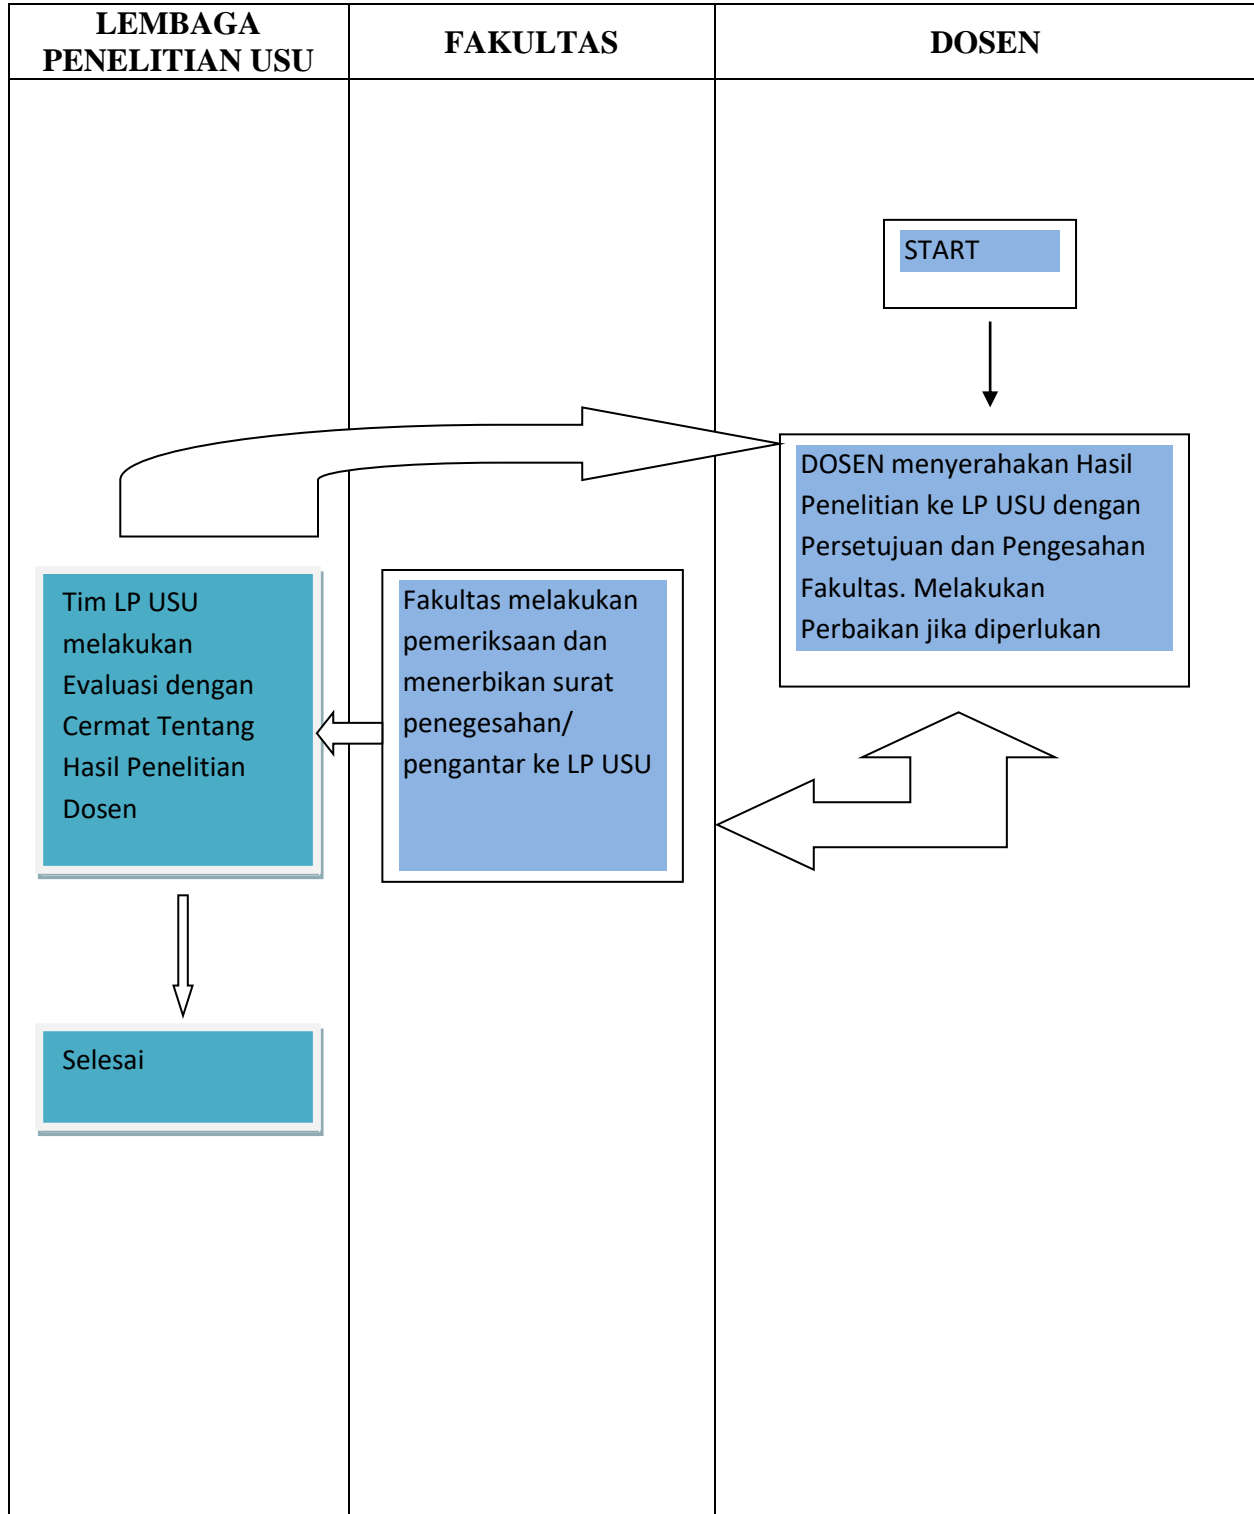 LEMBAGA
PENELITIAN USU
FAKULTAS
DOSEN
START
DOSEN menyerahakan Hasil
Penelitian ke LP USU dengan
Persetujuan dan Pengesahan
Fakultas. Melakukan
Perbaikan jika diperlukan
Tim LP USU
melakukan
Evaluasi dengan
Cermat Tentang
Hasil Penelitian
Dosen
Fakultas melakukan
pemeriksaan dan
menerbikan surat
penegesahan/
pengantar ke LP USU
Selesai